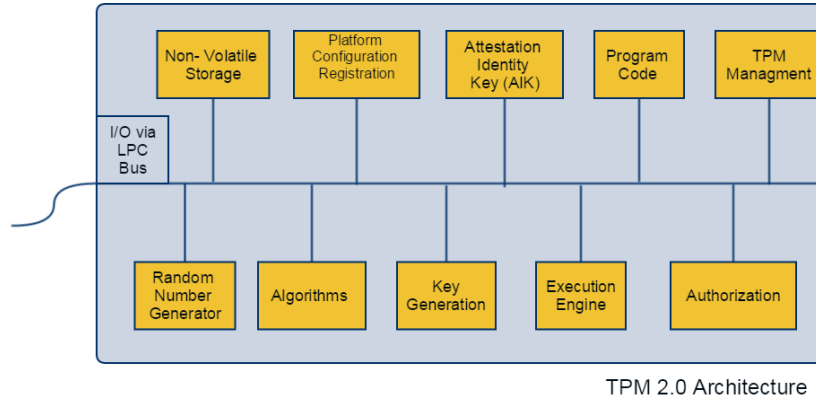 Non- Volatile
Storage
Platform
Configuration
Registration
Attestation
Identity
Key (AIK)
Program
Code
TPM
Managment
I/O via
LPC
Bus
Random
Number
Generator
Algorithms
Key
Generation
Execution
Engine
Authorization
TPM 2.0 Architecture